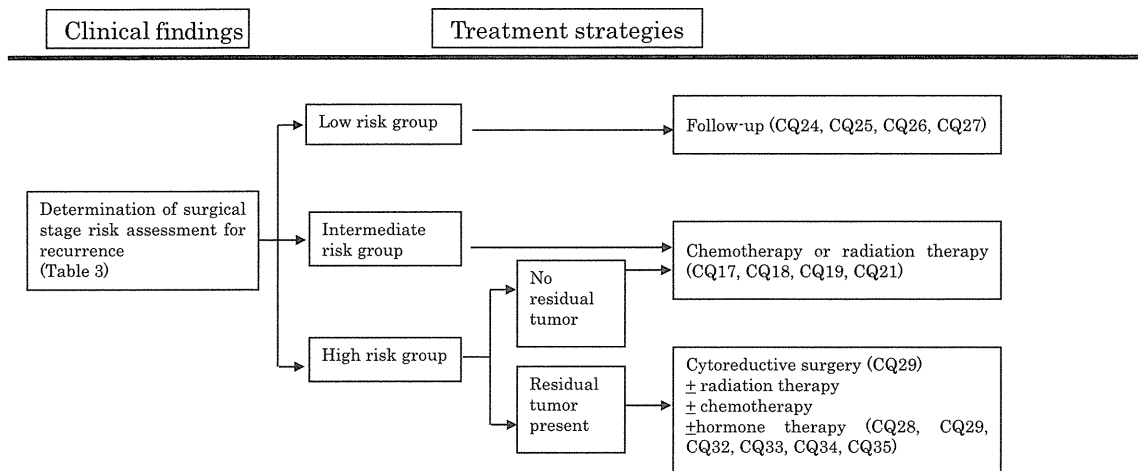 Clinical findings
Treatment strategies
Low risk group
Follow-up (CQ24, CQ25, CQ26, CQ27)
Determination of surgical
stage risk assessment for
recurrence
(Table 3)
Intermediate
risk group
Chemotherapy or radiation therapy
(CQ17, CQ18, CQ19, CQ21)
No
residual
tumor
High risk group
Residual
tumor
present
Cytoreductive surgery (CQ29)
± radiation therapy
± chemotherapy
±hormone therapy (CQ28, CQ29,
CQ32, CQ33, CQ34, CQ35)